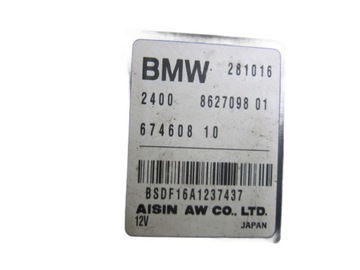 BMW 281016
2400 8627098 01
674608 10
BSDF16A1237437
AISIN AW CO., LTD.
12V JAPAN